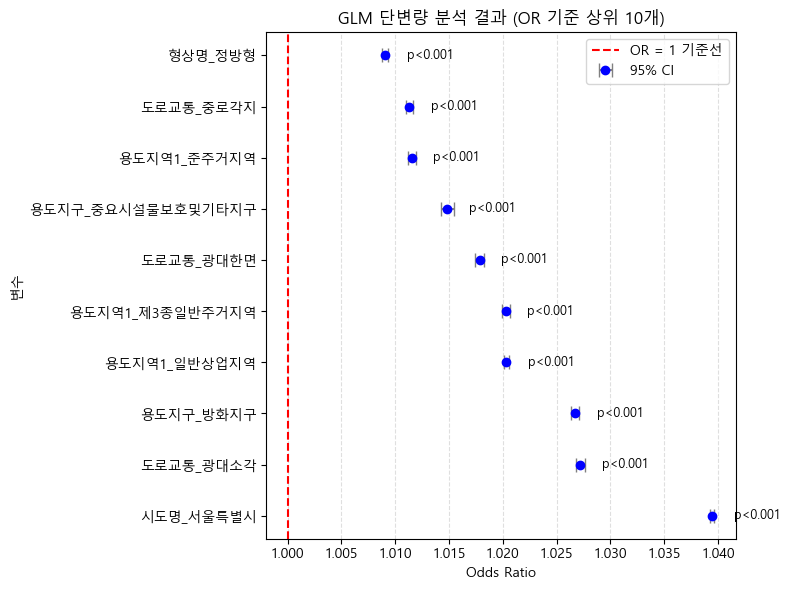 GLM 단변량 분석 결과 (OR 기준 상위 10개)
OR = 1 기준선
95% CI
형상명_정방형
p<0.001
도로교통_중로각지
p<0.001
용도지역1_준주거지역
p<0.001
용도지구_중요시설물보호및기타지구
p<0.001
도로교통_광대한면
p<0.001
용도지역1_제3종일반주거지역
p<0.001
용도지역1_일반상업지역
p<0.001
용도지구_방화지구
p<0.001
도로교통_광대소각
p<0.001
시도명_서울특별시
p<0.001
변수
1.000 1.005 1.010 1.015 1.020 1.025 1.030 1.035 1.040
Odds Ratio